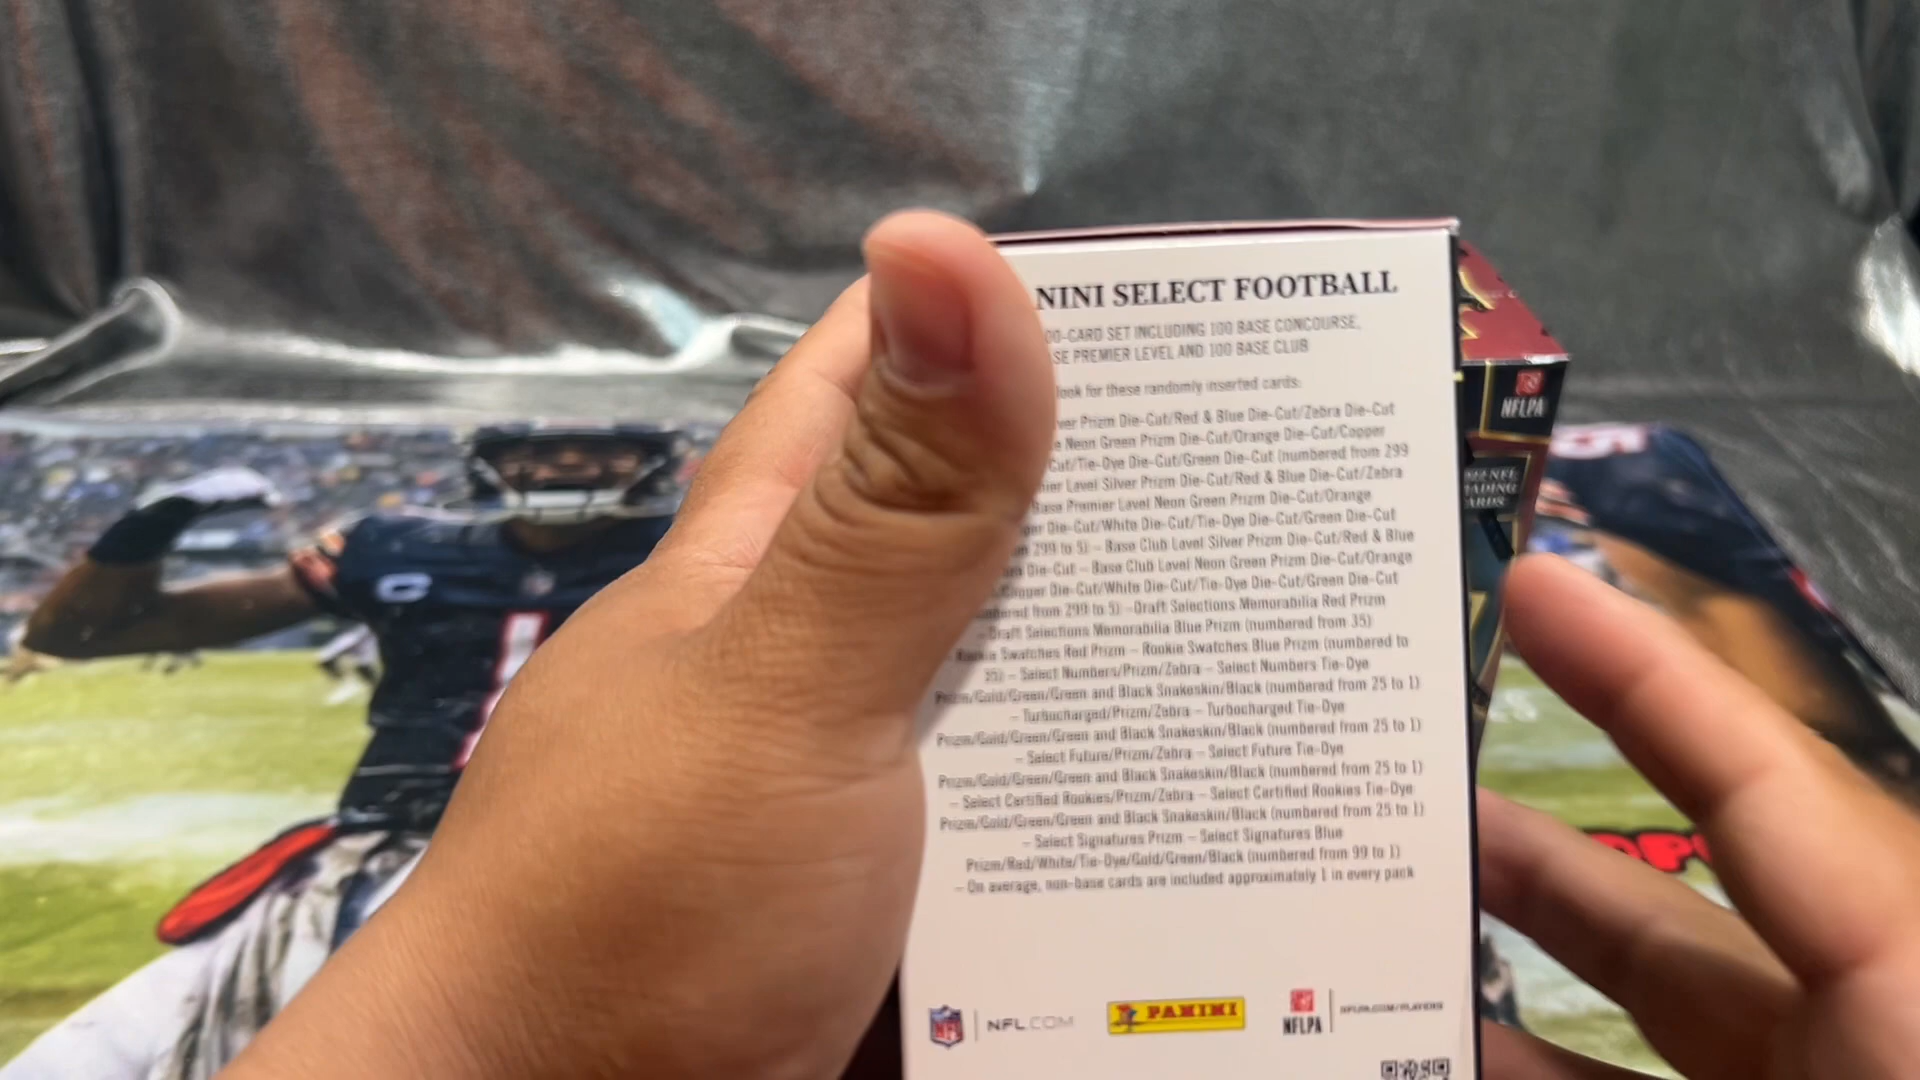 NINI SELECT FOOTBALL
00-CARD SET INCLUDING 100 BASE CONCOURSE,
SE PREMIER LEVEL AND 100 BASE CLUB
look for these randomly inserted cards:
ver Prizm Die-Cut/Red & Blue Die-Cut/Zebra Die-Cut
e Neon Green Prizm Die-Cut/Orange Die-Cut/Copper
Cut/Tie-Dye Die-Cut/Green Die-Cut (numbered from 299
mier Level Silver Prizm Die-Cut/Red & Blue Die-Cut/Zebra
Base Premier Level Neon Green Prizm Die-Cut/Orange
per Die-Cut/White Die-Cut/Tie-Dye Die-Cut/Green Die-Cut
299 to 5) – Base Club Level Silver Prizm Die-Cut/Red & Blue
Die-Cut – Base Club Level Neon Green Prizm Die-Cut/Orange
Copper Die-Cut/White Die-Cut/Tie-Dye Die-Cut/Green Die-Cut
bered from 299 to 5) –Draft Selections Memorabilia Red Prizm
–Draft Selections Memorabilia Blue Prizm (numbered from 35)
– Rookie Swatches Red Prizm – Rookie Swatches Blue Prizm (numbered to
35) – Select Numbers/Prizm/Zebra – Select Numbers Tie-Dye
Prizm/Gold/Green/Green and Black Snakeskin/Black (numbered from 25 to 1)
– Turbocharged/Prizm/Zebra – Turbocharged Tie-Dye
Prizm/Gold/Green/Green and Black Snakeskin/Black (numbered from 25 to 1)
– Select Future/Prizm/Zebra – Select Future Tie-Dye
Prizm/Gold/Green/Green and Black Snakeskin/Black (numbered from 25 to 1)
– Select Certified Rookies/Prizm/Zebra – Select Certified Rookies Tie-Dye
Prizm/Gold/Green/Green and Black Snakeskin/Black (numbered from 25 to 1)
– Select Signatures Prizm – Select Signatures Blue
Prizm/Red/White/Tie-Dye/Gold/Green/Black (numbered from 99 to 1)
– On average, non-base cards are included approximately 1 in every pack
NFL
NFL.COM
PANINI
NFLPA
NFLPA.COM/PLAYERS
NFLPA
022 NFL
RADING
ARDS
C